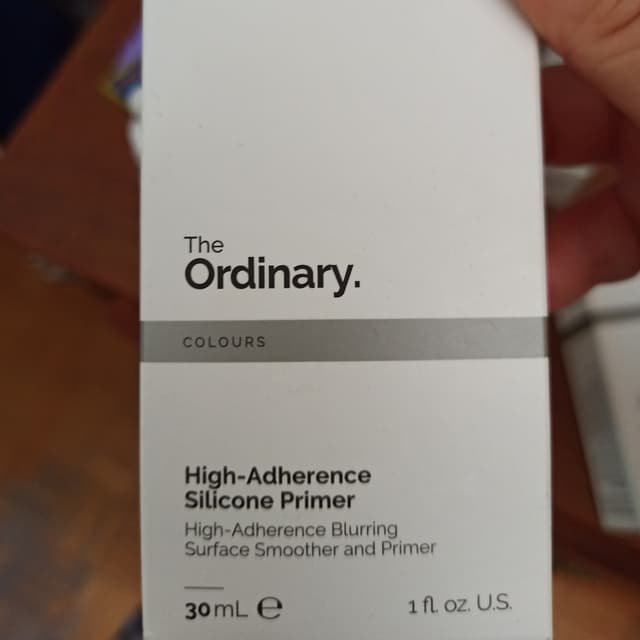 The
Ordinary.
COLOURS
High-Adherence
Silicone Primer
High-Adherence Blurring
Surface Smoother and Primer
30 mL ℮
1 fl. oz. U.S.